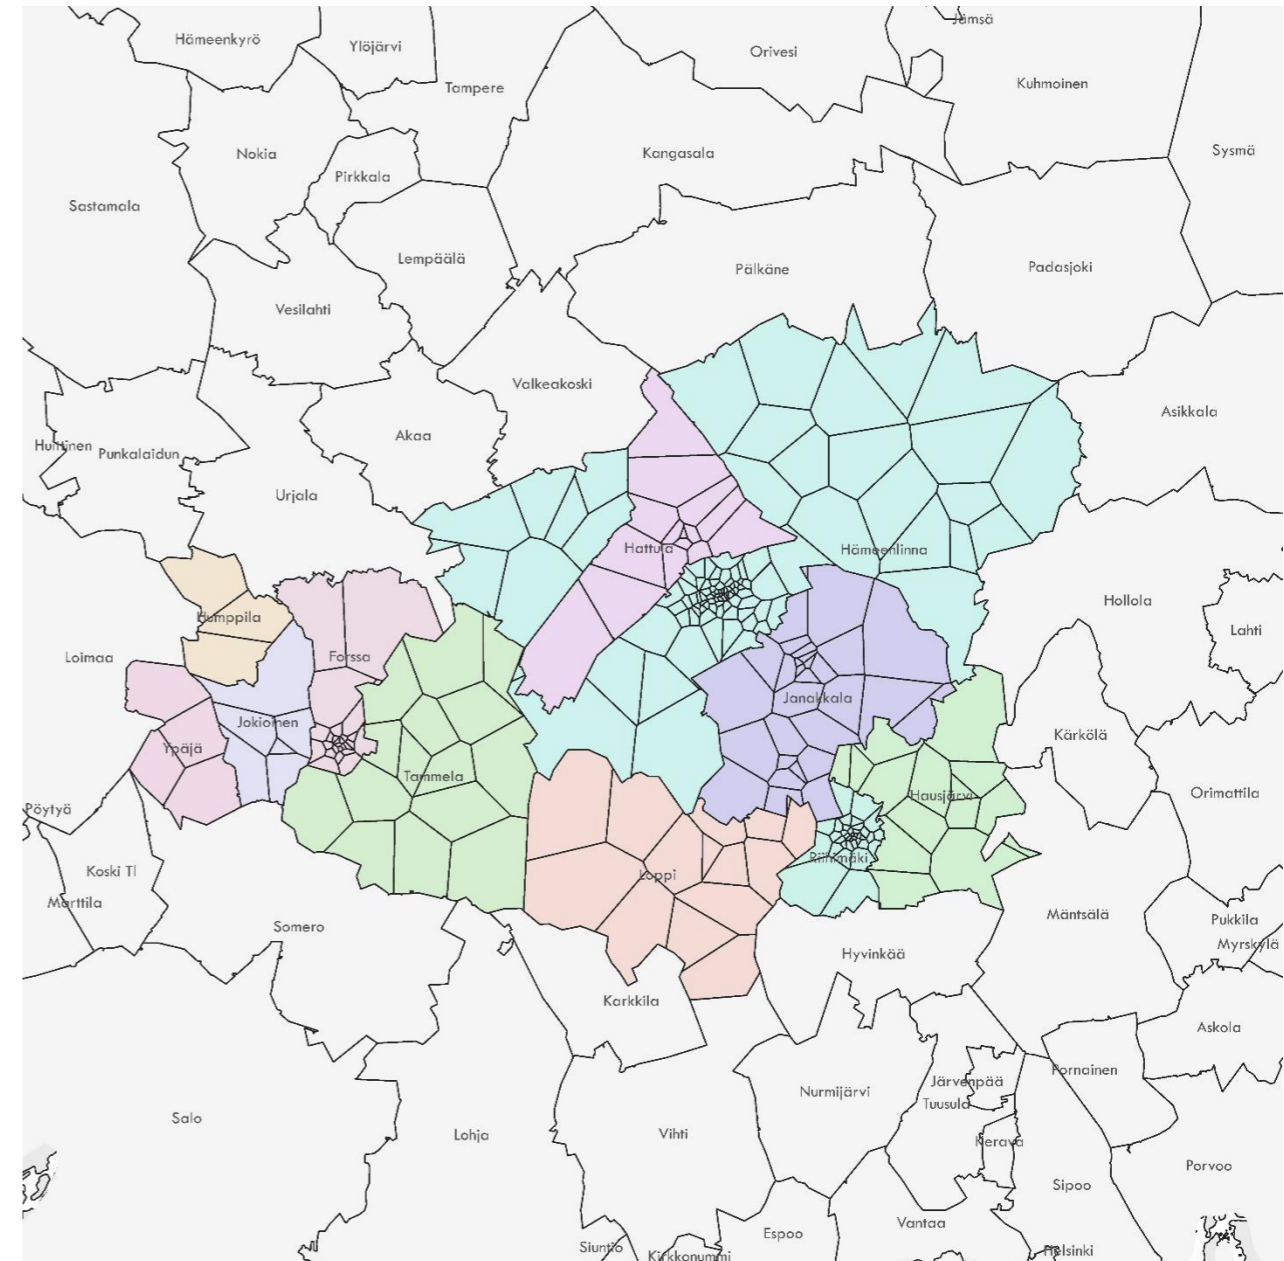 Jämsä
Hämeenkyrö
Ylöjärvi
Orivesi
Tampere
Kuhmoinen
Nokia
Kangasala
Sysmä
Pirkkala
Sastamala
Lempäälä
Pälkäne
Padasjoki
Vesilahti
Valkeakoski
Asikkala
Akaa
Huittinen
Punkalaidun
Urjala
Hattula
Hämeenlinna
Hollola
Humppila
Lahti
Loimaa
Forssa
Janakkala
Jokioinen
Kärkölä
Ypäjä
Tammela
Hausjärvi
Orimattila
Pöytyä
Riihimäki
Koski Tl
Loppi
Marttila
Mäntsälä
Pukkila
Somero
Myrskylä
Hyvinkää
Karkkila
Askola
Pornainen
Järvenpää
Nurmijärvi
Tuusula
Salo
Lohja
Vihti
Kerava
Porvoo
Sipoo
Vantaa
Espoo
Siuntio
Helsinki
Kirkkonummi